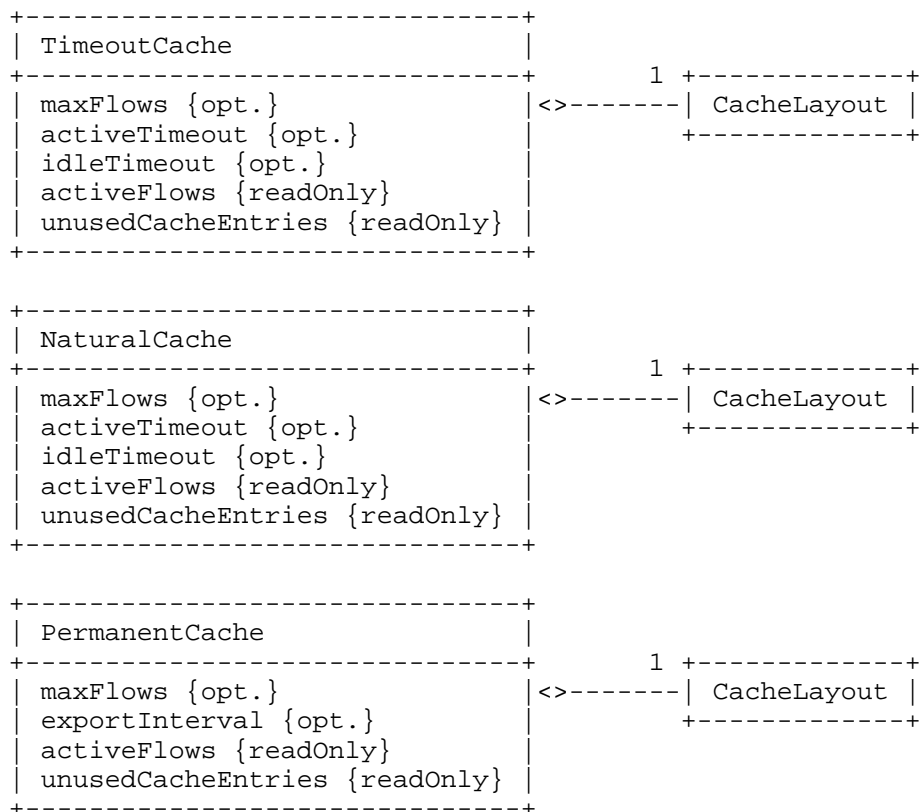 TimeoutCache
1
maxFlows {opt.} CacheLayout
activeTimeout {opt.}
idleTimeout {opt.}
activeFlows {readOnly}
unusedCacheEntries {readOnly}
NaturalCache
1
maxFlows {opt.} CacheLayout
activeTimeout {opt.}
idleTimeout {opt.}
activeFlows {readOnly}
unusedCacheEntries {readOnly}
PermanentCache
1
maxFlows {opt.} CacheLayout
exportInterval {opt.}
activeFlows {readOnly}
unusedCacheEntries {readOnly}